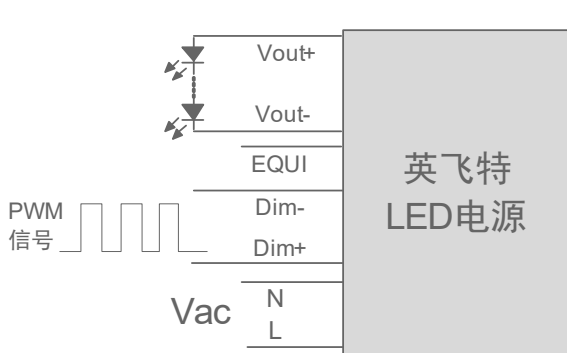 Vout+
Vout-
EQUI
Dim-
Dim+
N
L
PWM
信号
Vac
英飞特
LED电源